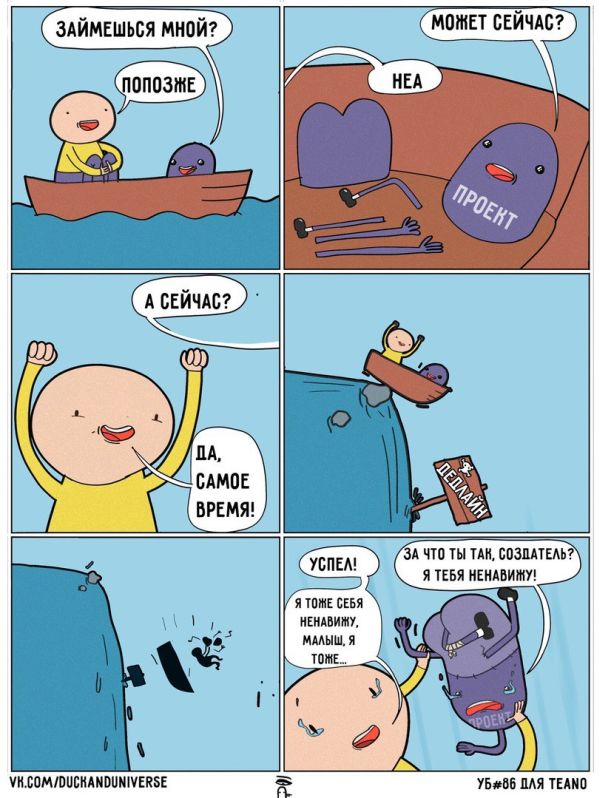 ЗАЙМЕШЬСЯ МНОЙ?
ПОПОЗЖЕ
МОЖЕТ СЕЙЧАС?
НЕА
ПРОЕКТ
А СЕЙЧАС?
ДА,
САМОЕ
ВРЕМЯ!
ДЕДЛАЙН
УСПЕЛ!
ЗА ЧТО ТЫ ТАК, СОЗДАТЕЛЬ?
Я ТЕБЯ НЕНАВИЖУ!
Я ТОЖЕ СЕБЯ
НЕНАВИЖУ,
МАЛЫШ, Я
ТОЖЕ...
ПРОЕКТ
VK.COM/DUCKANDUNIVERSE
УБ#86 ДЛЯ TEANO